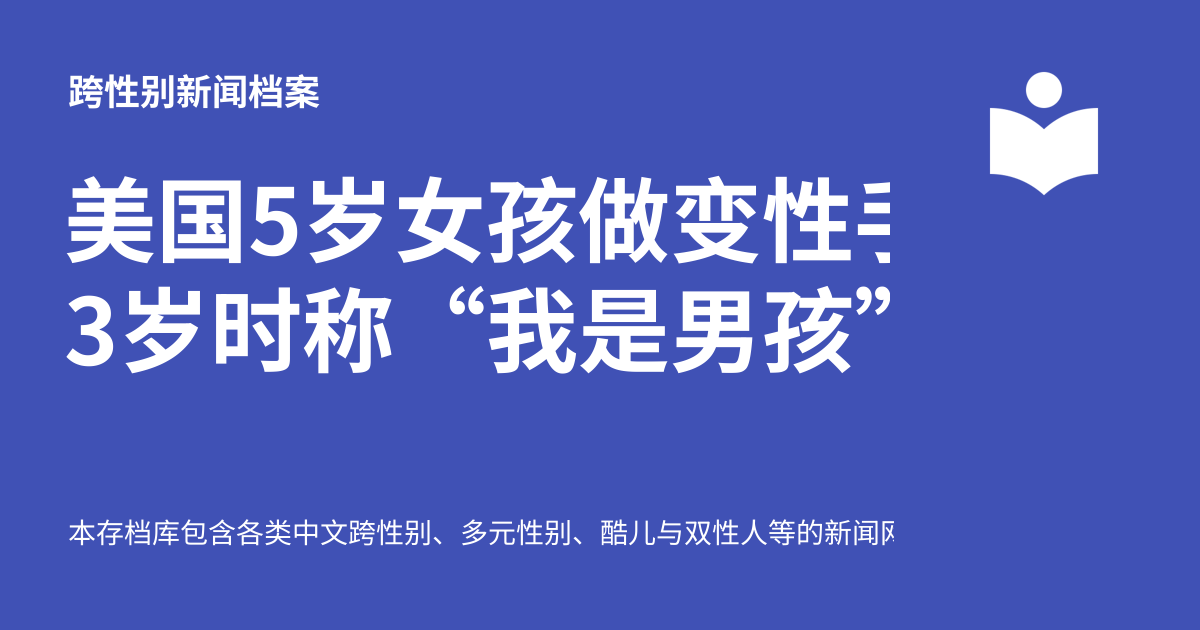 跨性别新闻档案
美国5岁女孩做变性
3岁时称“我是男孩”
本存档库包含各类中文跨性别、多元性别、酷儿与双性人等的新闻